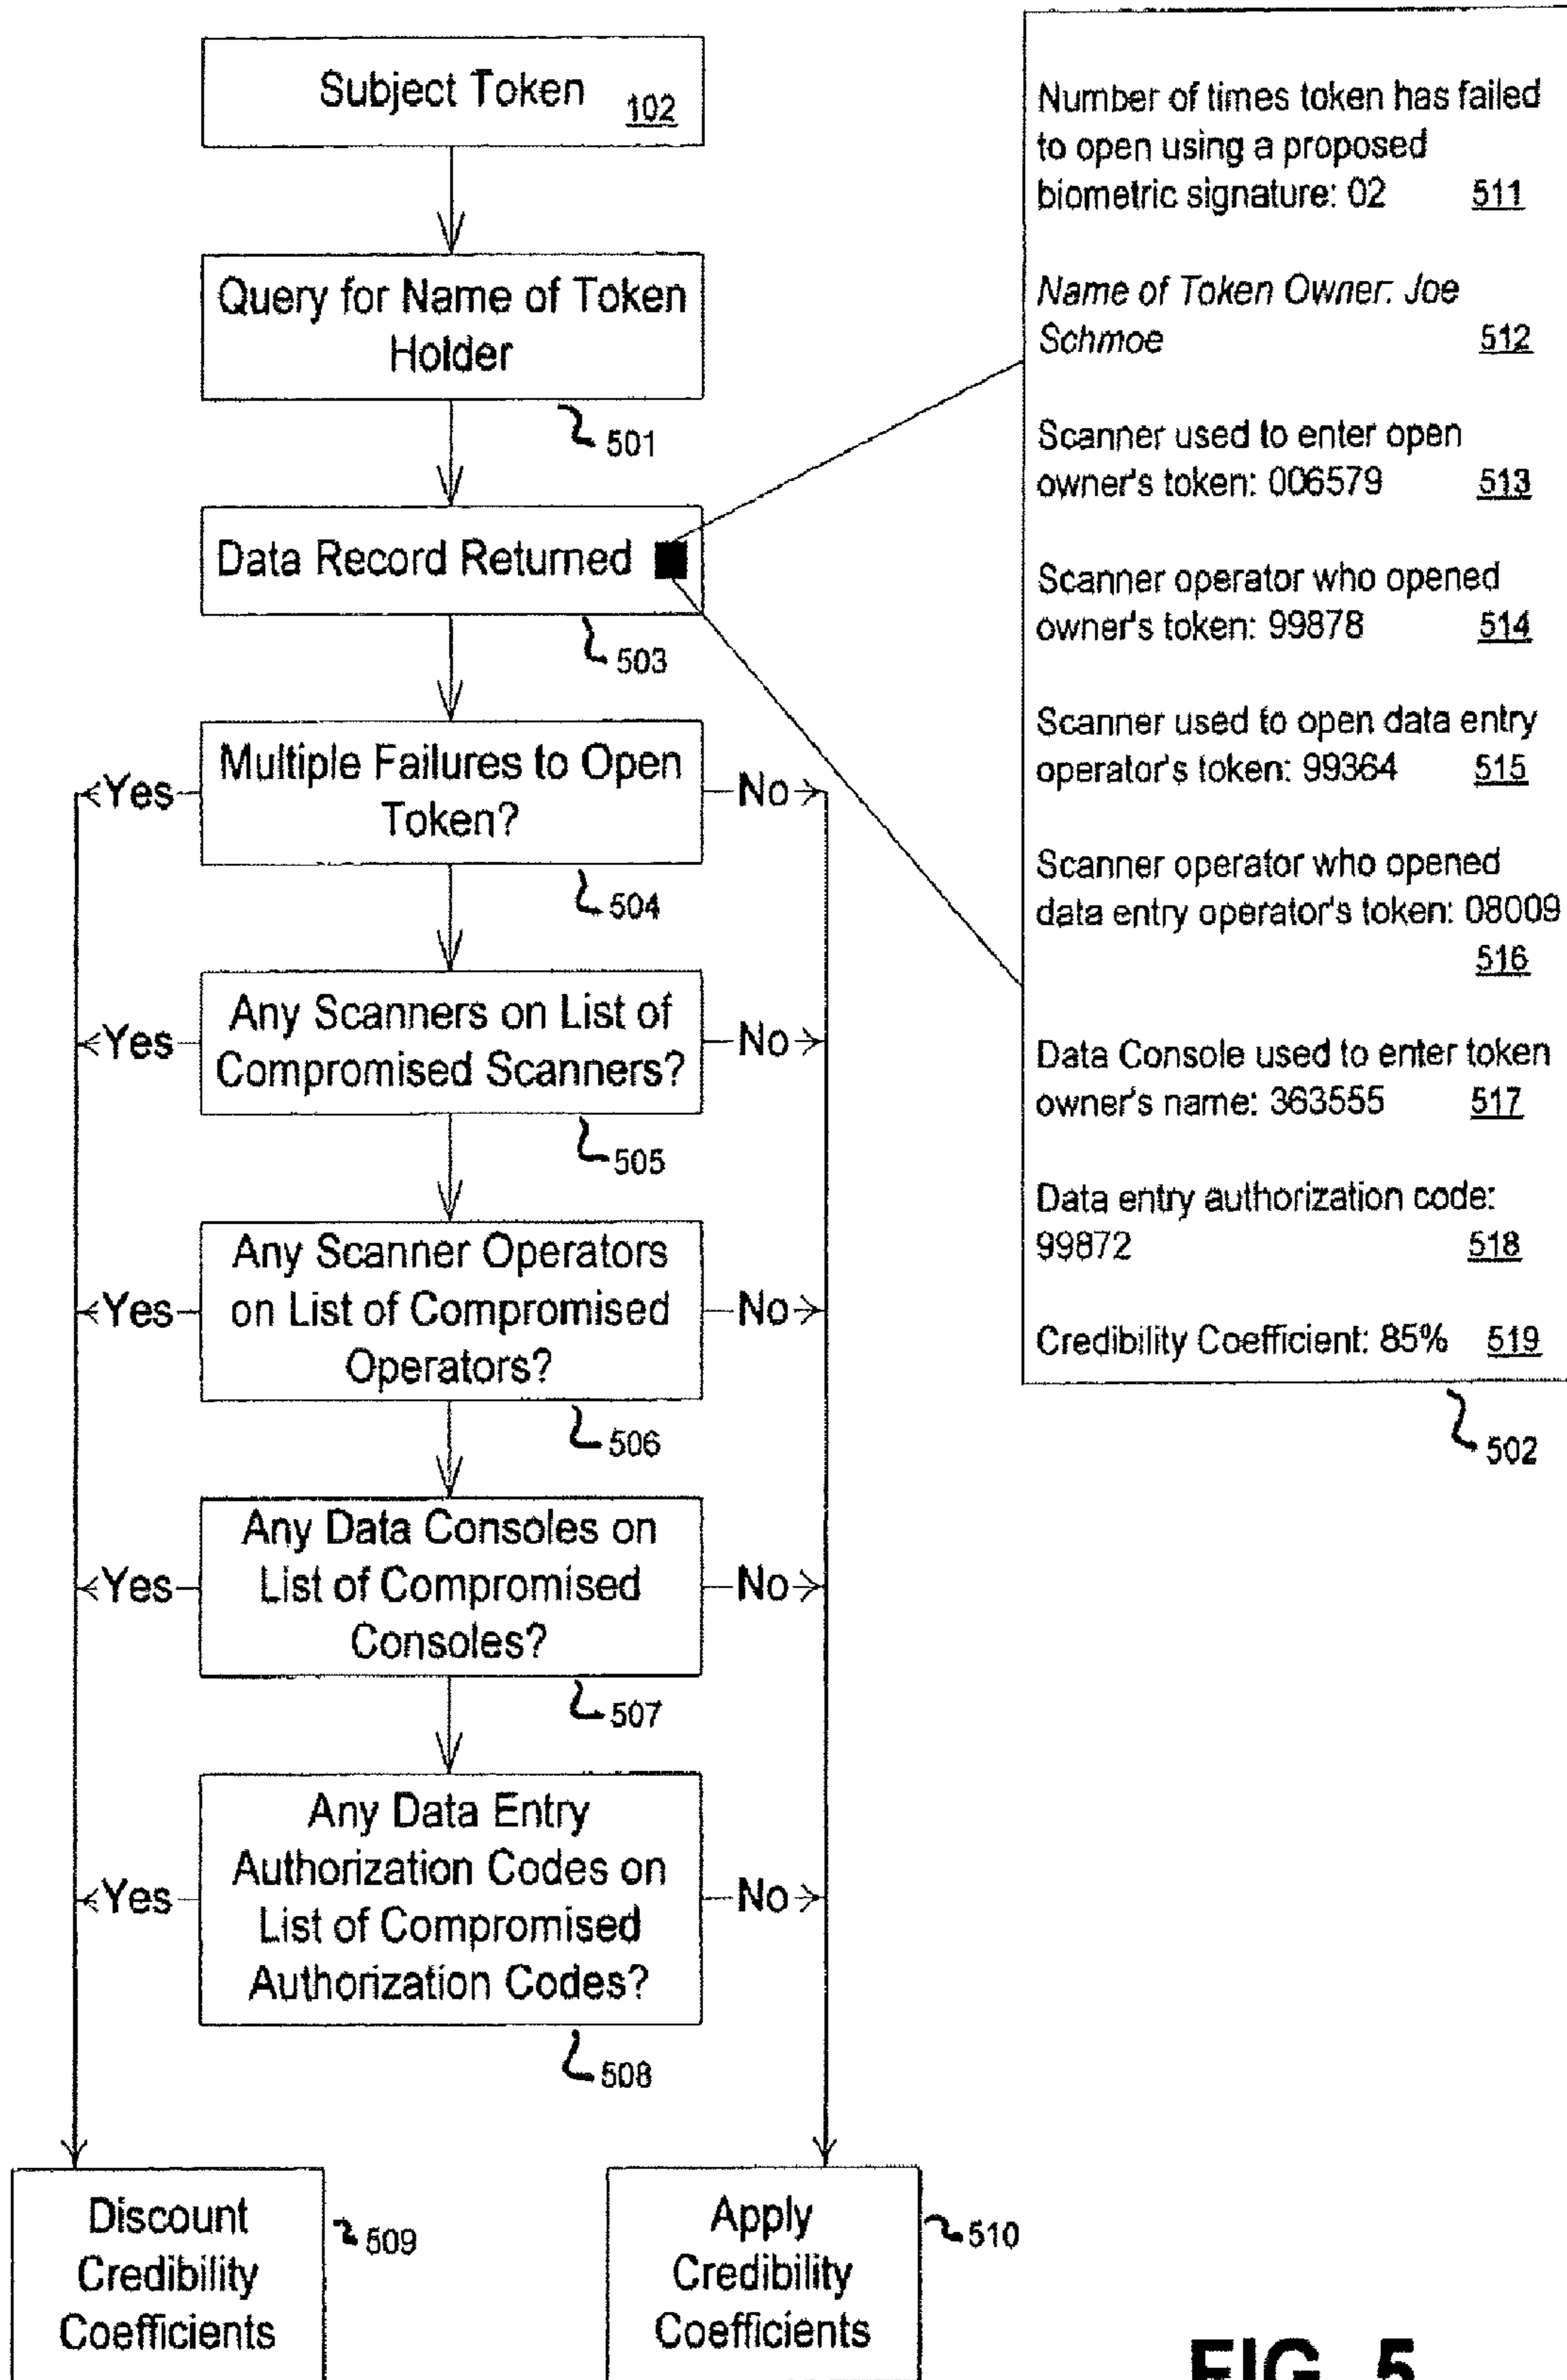 Subject Token 102
Query for Name of Token
Holder
501
Data Record Returned
503
Multiple Failures to Open
Token?
Yes
No
504
Any Scanners on List of
Compromised Scanners?
Yes
No
505
Any Scanner Operators
on List of Compromised
Operators?
Yes
No
506
Any Data Consoles on
List of Compromised
Consoles?
Yes
No
507
Any Data Entry
Authorization Codes on
List of Compromised
Authorization Codes?
Yes
No
508
Discount
Credibility
Coefficients
509
Apply
Credibility
Coefficients
510
Number of times token has failed
to open using a proposed
biometric signature: 02 511
Name of Token Owner: Joe
Schmoe 512
Scanner used to enter open
owner's token: 006579 513
Scanner operator who opened
owner's token: 99878 514
Scanner used to open data entry
operator's token: 99364 515
Scanner operator who opened
data entry operator's token: 08009
516
Data Console used to enter token
owner's name: 363555 517
Data entry authorization code:
99872 518
Credibility Coefficient: 85% 519
502
FIG. 5